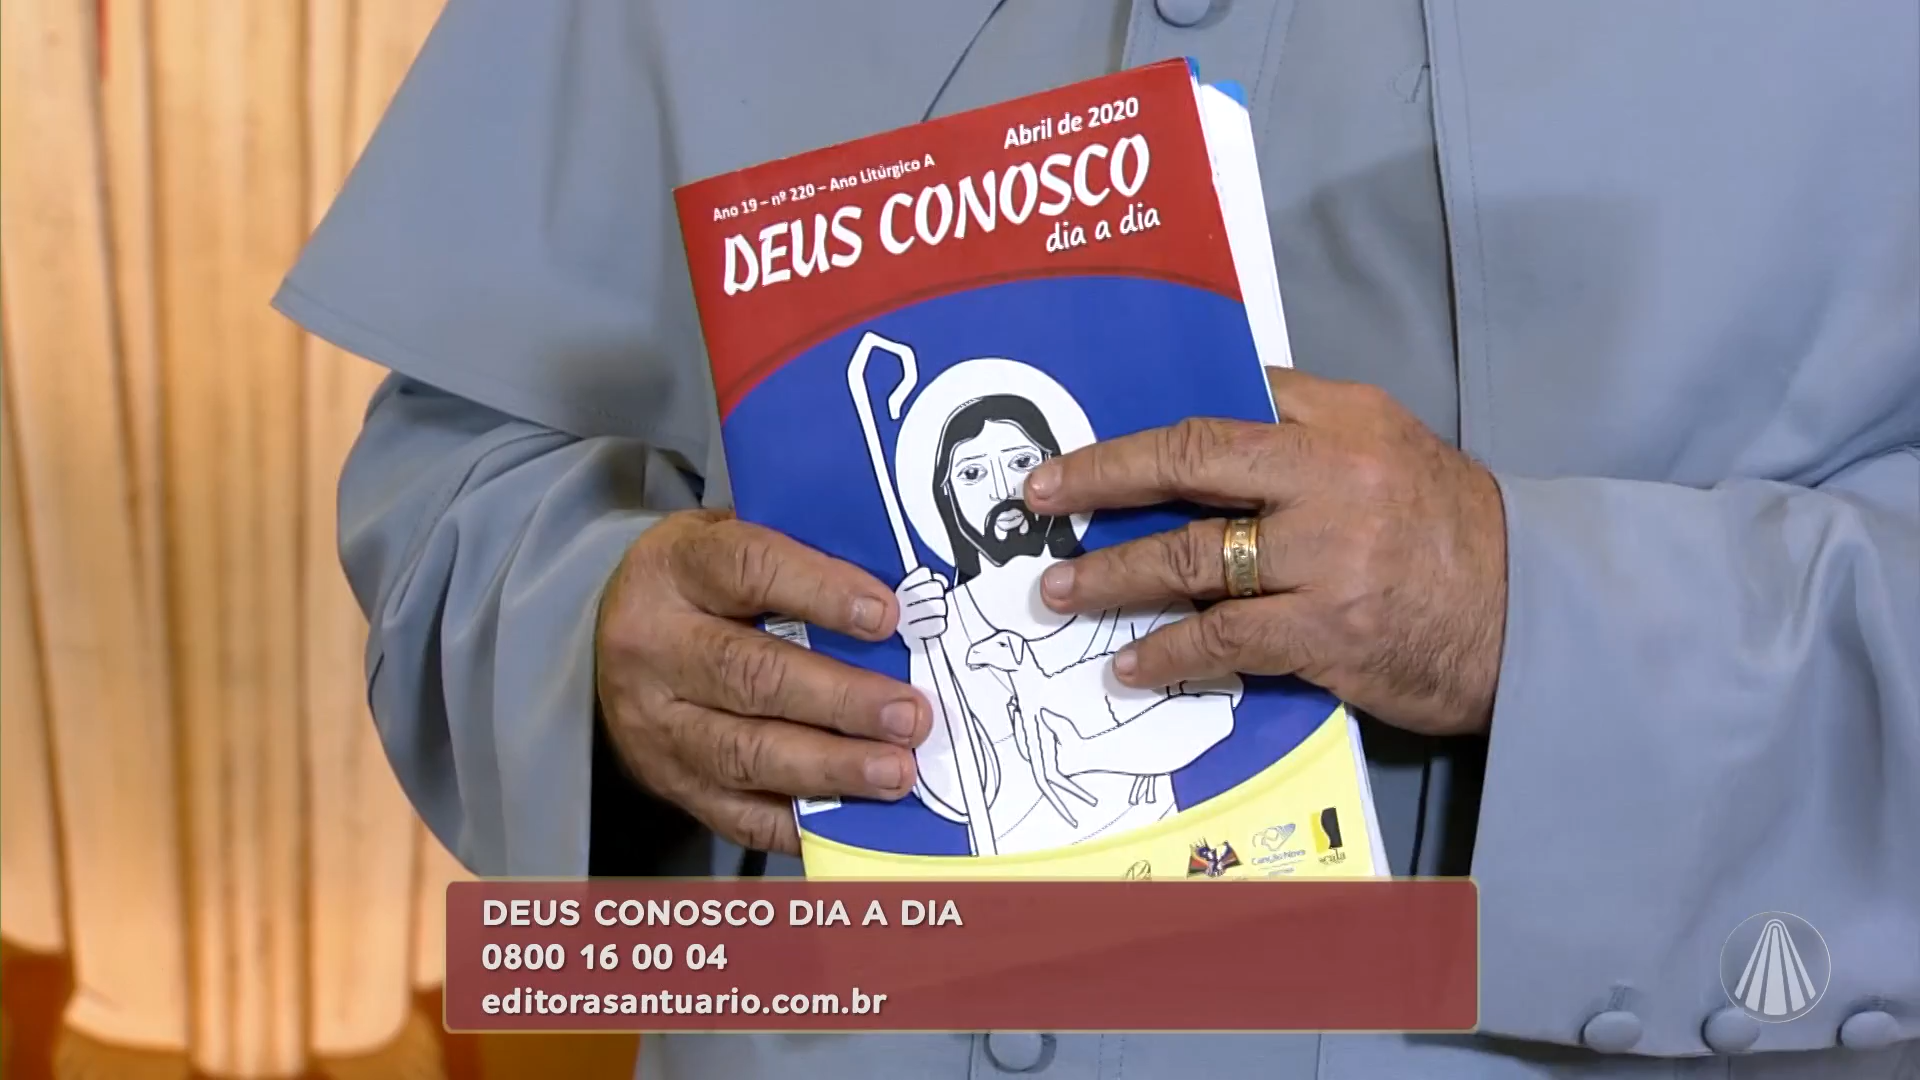 Abril de 2020
Ano 19 – nº 220 – Ano Litúrgico A
DEUS CONOSCO
dia a dia
Canção Nova
DEUS CONOSCO DIA A DIA
0800 16 00 04
editorasantuario.com.br